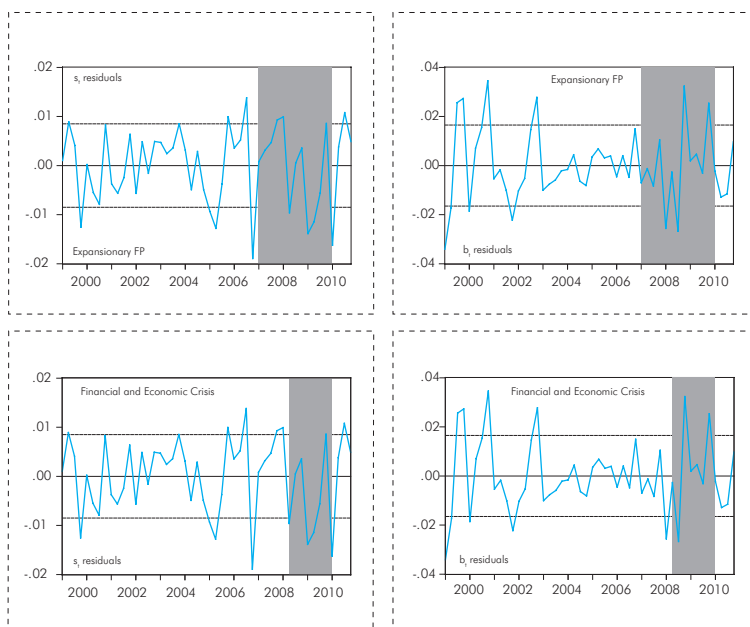 .02
s_t residuals
.01
.00
-.01
Expansionary FP
-.02
2000 2002 2004 2006 2008 2010
.04
Expansionary FP
.02
.00
-.02
b_t residuals
-.04
2000 2002 2004 2006 2008 2010
.02
Financial and Economic Crisis
.01
.00
-.01
s_t residuals
-.02
2000 2002 2004 2006 2008 2010
.04
Financial and Economic Crisis
.02
.00
-.02
b_t residuals
-.04
2000 2002 2004 2006 2008 2010